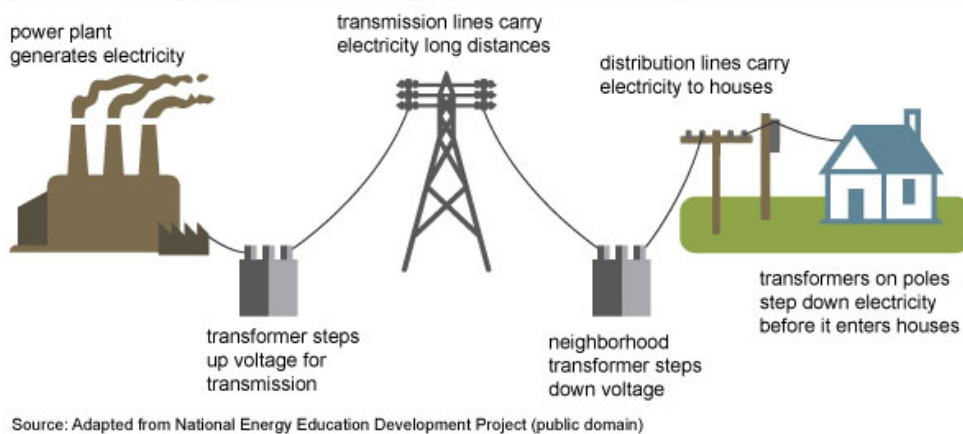 power plant
generates electricity
transmission lines carry
electricity long distances
distribution lines carry
electricity to houses
transformer steps
up voltage for
transmission
neighborhood
transformer steps
down voltage
transformers on poles
step down electricity
before it enters houses
Source: Adapted from National Energy Education Development Project (public domain)